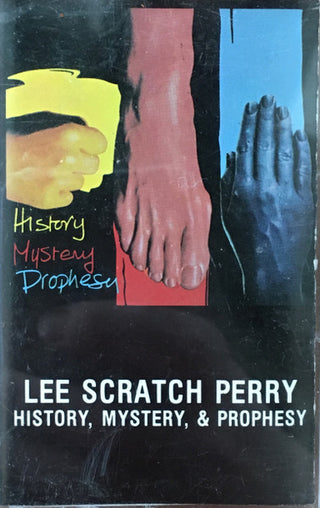 History
Mystery
Prophesy
LEE SCRATCH PERRY
HISTORY, MYSTERY, & PROPHESY